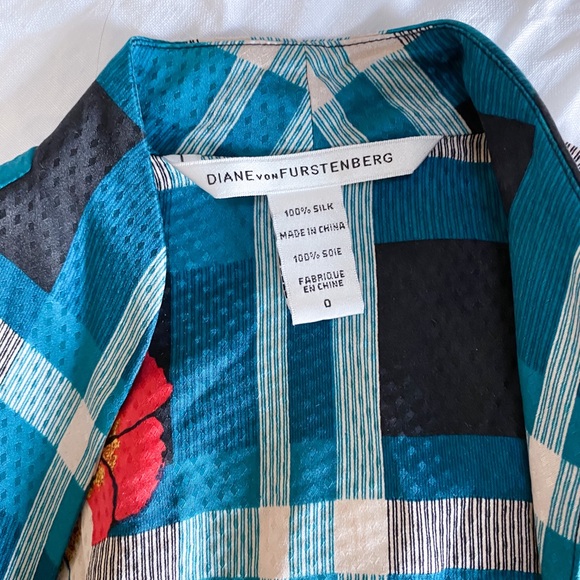 DIANE VON FURSTENBERG
100% SILK
MADE IN CHINA
100% SOIE
FABRIQUE
EN CHINE
0